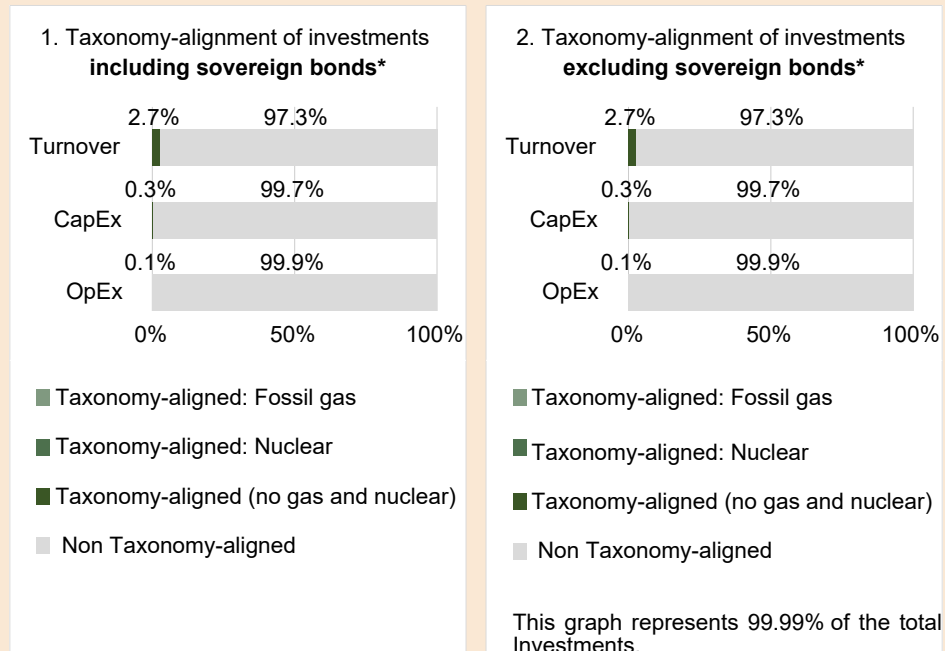 1. Taxonomy-alignment of investments
including sovereign bonds*
2.7% 97.3%
Turnover
0.3% 99.7%
CapEx
0.1% 99.9%
OpEx
0% 50% 100%
Taxonomy-aligned: Fossil gas
Taxonomy-aligned: Nuclear
Taxonomy-aligned (no gas and nuclear)
Non Taxonomy-aligned
2. Taxonomy-alignment of investments
excluding sovereign bonds*
2.7% 97.3%
Turnover
0.3% 99.7%
CapEx
0.1% 99.9%
OpEx
0% 50% 100%
Taxonomy-aligned: Fossil gas
Taxonomy-aligned: Nuclear
Taxonomy-aligned (no gas and nuclear)
Non Taxonomy-aligned
This graph represents 99.99% of the total
Investments.